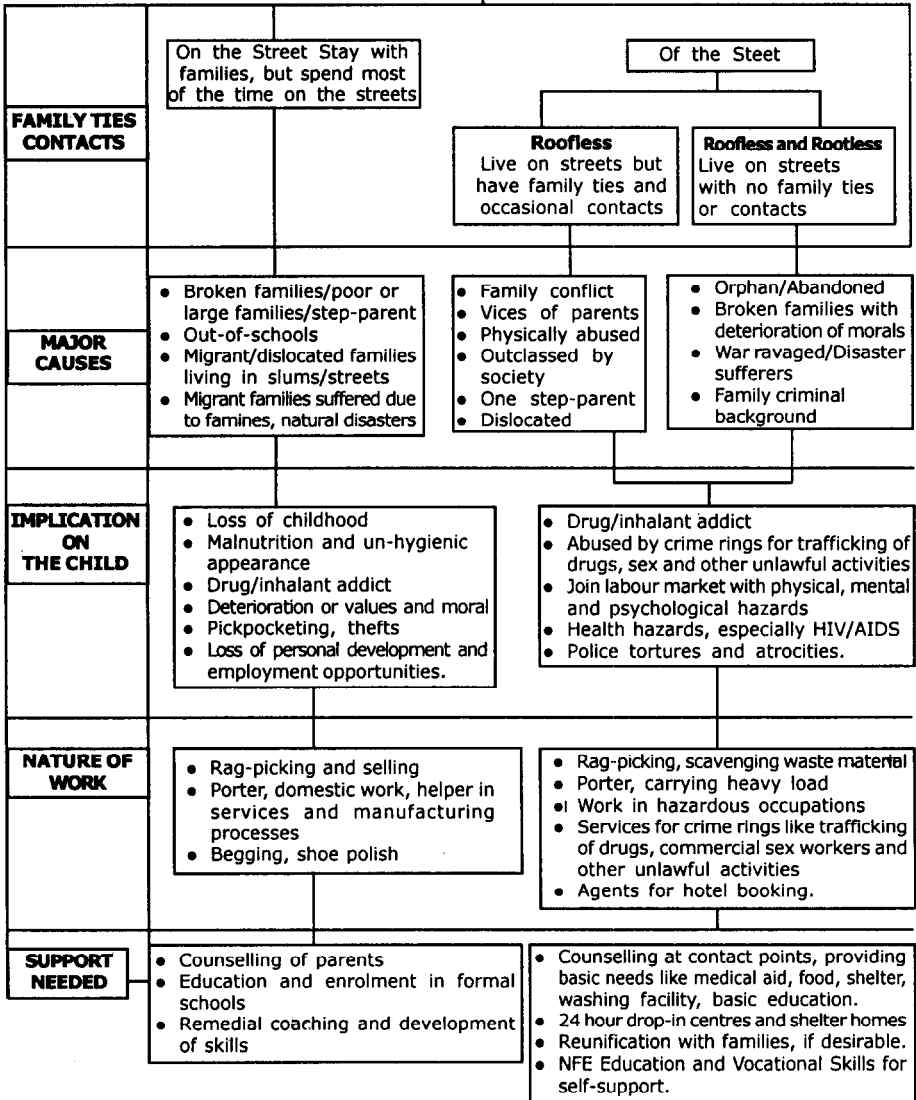 On the Street Stay with
families, but spend most
of the time on the streets
Of the Steet
FAMILY TIES
CONTACTS
Roofless
Live on streets but
have family ties and
occasional contacts
Roofless and Rootless
Live on streets
with no family ties
or contacts
MAJOR
CAUSES
• Broken families/poor or
large families/step-parent
• Out-of-schools
• Migrant/dislocated families
living in slums/streets
• Migrant families suffered due
to famines, natural disasters
• Family conflict
• Vices of parents
• Physically abused
• Outclassed by
society
• One step-parent
• Dislocated
• Orphan/Abandoned
• Broken families with
deterioration of morals
• War ravaged/Disaster
sufferers
• Family criminal
background
IMPLICATION
ON
THE CHILD
• Loss of childhood
• Malnutrition and un-hygienic
appearance
• Drug/inhalant addict
• Deterioration or values and moral
• Pickpocketing, thefts
• Loss of personal development and
employment opportunities.
• Drug/inhalant addict
• Abused by crime rings for trafficking of
drugs, sex and other unlawful activities
• Join labour market with physical, mental
and psychological hazards
• Health hazards, especially HIV/AIDS
• Police tortures and atrocities.
NATURE OF
WORK
• Rag-picking and selling
• Porter, domestic work, helper in
services and manufacturing
processes
• Begging, shoe polish
• Rag-picking, scavenging waste material
• Porter, carrying heavy load
• Work in hazardous occupations
• Services for crime rings like trafficking
of drugs, commercial sex workers and
other unlawful activities
• Agents for hotel booking.
SUPPORT
NEEDED
• Counselling of parents
• Education and enrolment in formal
schools
• Remedial coaching and development
of skills
• Counselling at contact points, providing
basic needs like medical aid, food, shelter,
washing facility, basic education.
• 24 hour drop-in centres and shelter homes
• Reunification with families, if desirable.
• NFE Education and Vocational Skills for
self-support.